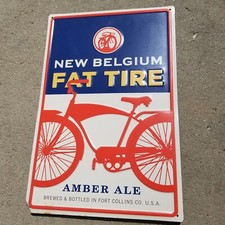 NEW BELGIUM
FAT TIRE
AMBER ALE
BREWED & BOTTLED IN FORT COLLINS CO. U.S.A.